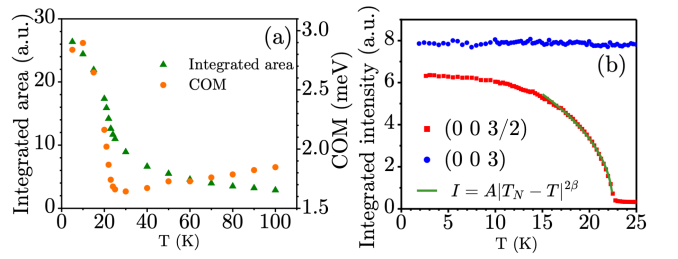 (a)
Integrated area (a.u.)
30
20
10
0
0 20 40 60 80 100
T (K)
3.0
2.5
2.0
1.5
COM (meV)
Integrated area
COM
(b)
Integrated intensity (a.u.)
8
6
4
2
0
0 5 10 15 20 25
T (K)
(0 0 3/2)
(0 0 3)
I = A|T_N − T|^{2β}